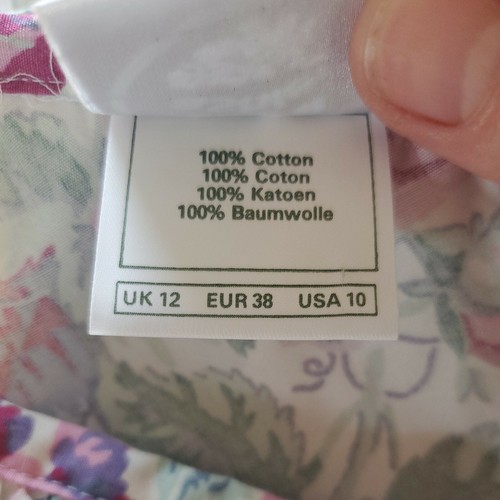 100% Cotton
100% Coton
100% Katoen
100% Baumwolle
UK 12 EUR 38 USA 10